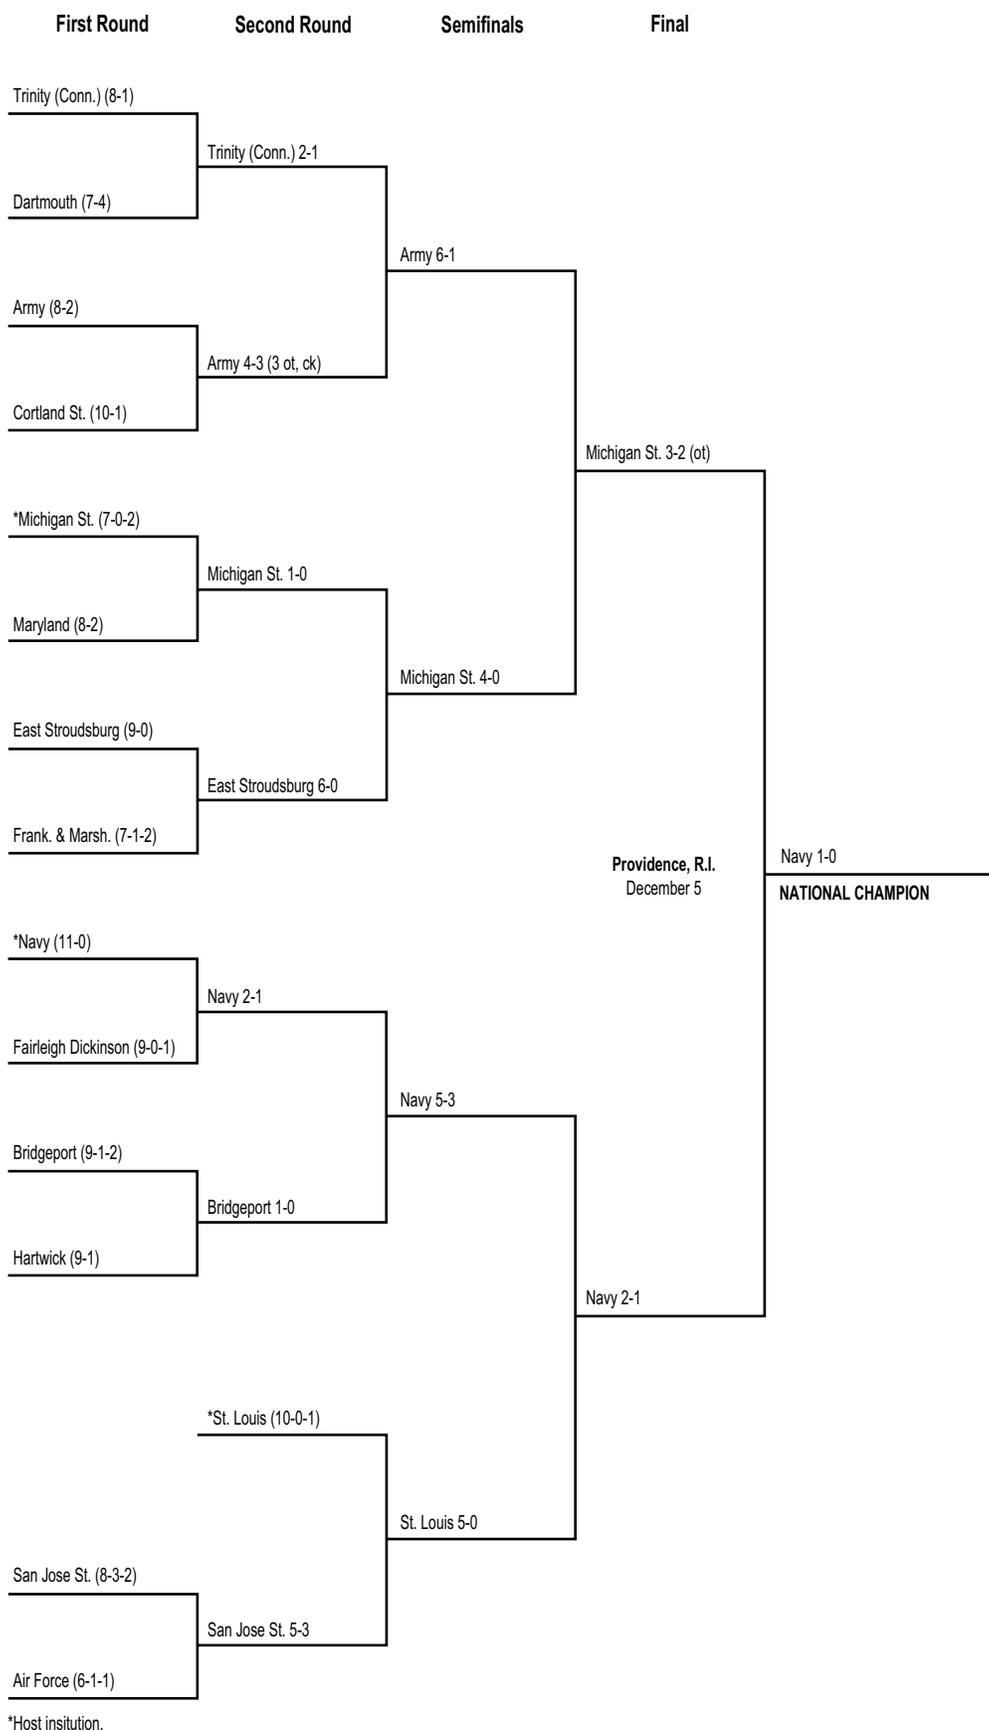 First Round Second Round Semifinals Final
Trinity (Conn.) (8-1)
Trinity (Conn.) 2-1
Dartmouth (7-4)
Army 6-1
Army (8-2)
Army 4-3 (3 ot, ck)
Cortland St. (10-1)
Michigan St. 3-2 (ot)
*Michigan St. (7-0-2)
Michigan St. 1-0
Maryland (8-2)
Michigan St. 4-0
East Stroudsburg (9-0)
East Stroudsburg 6-0
Frank. & Marsh. (7-1-2)
Providence, R.I.
December 5
Navy 1-0
NATIONAL CHAMPION
*Navy (11-0)
Navy 2-1
Fairleigh Dickinson (9-0-1)
Navy 5-3
Bridgeport (9-1-2)
Bridgeport 1-0
Hartwick (9-1)
Navy 2-1
*St. Louis (10-0-1)
St. Louis 5-0
San Jose St. (8-3-2)
San Jose St. 5-3
Air Force (6-1-1)
*Host insitution.